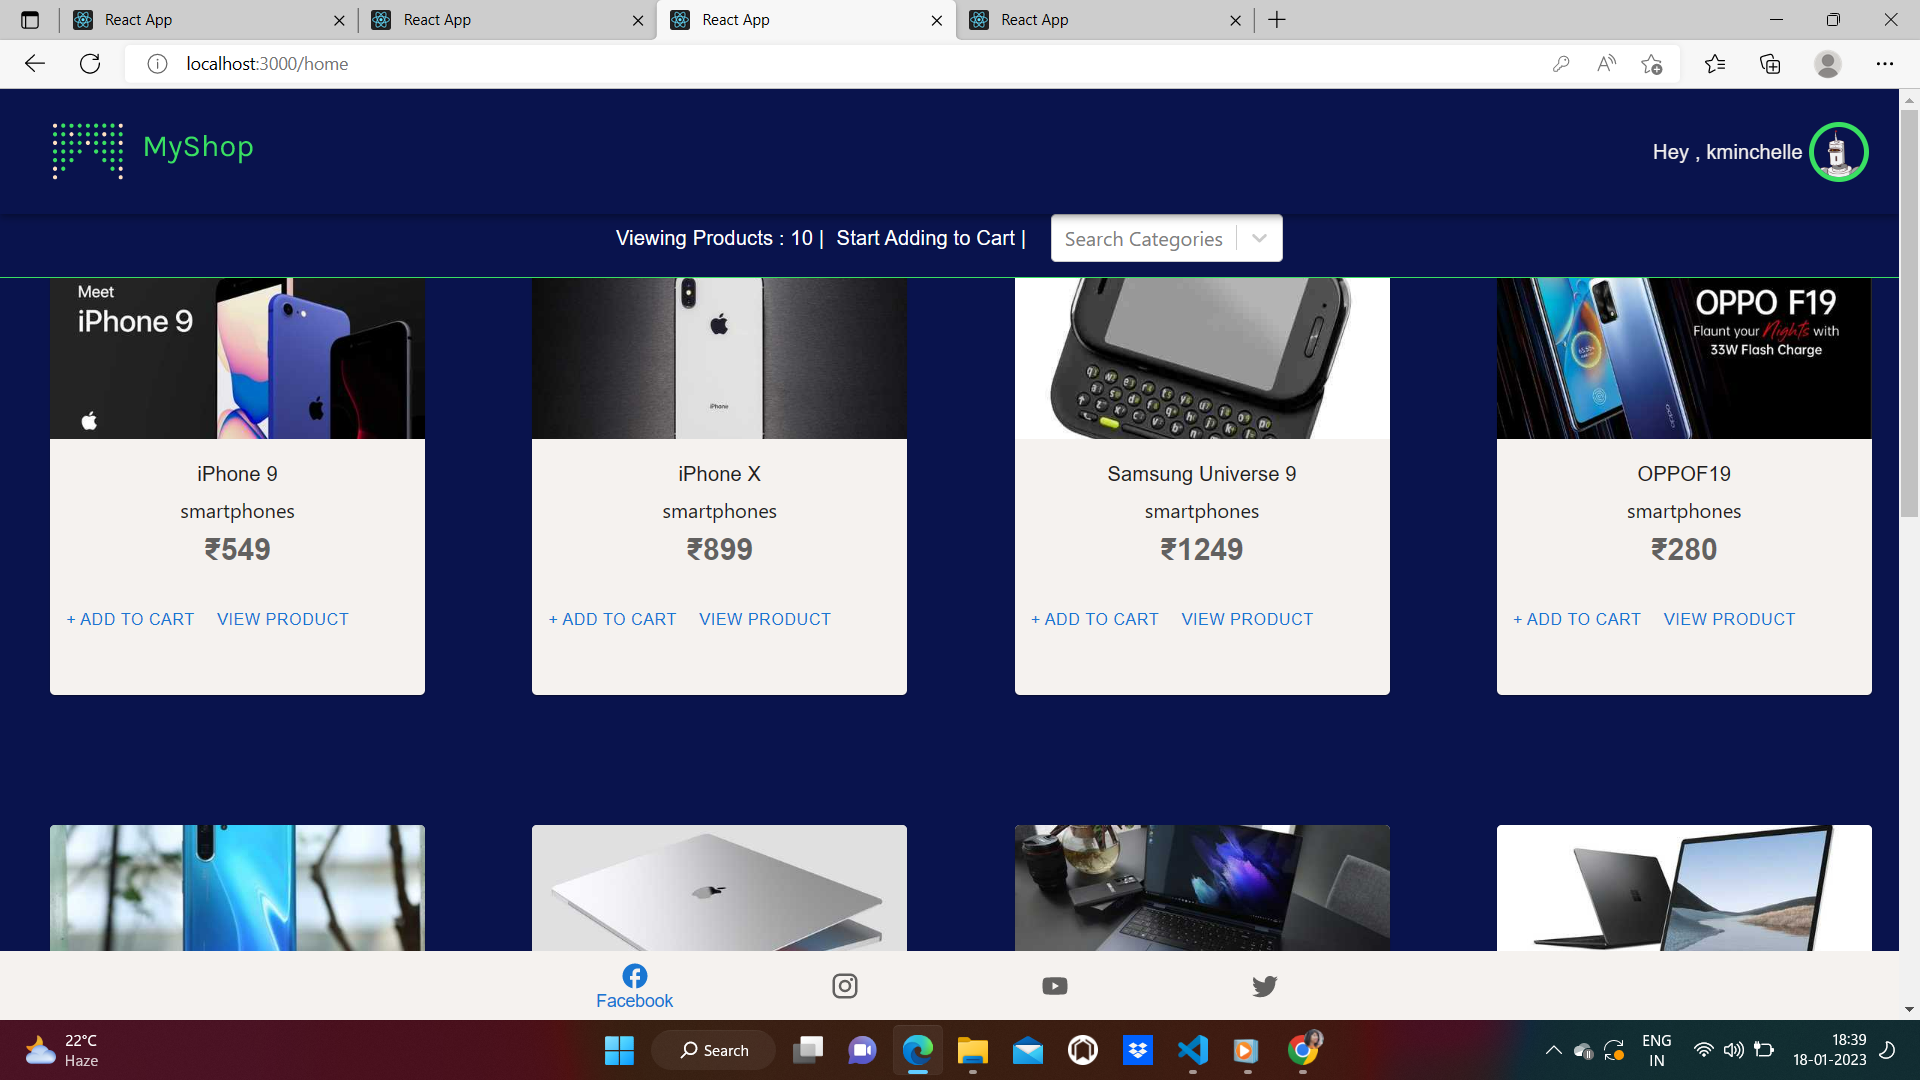 React App
React App
React App
React App
localhost:3000/home
MyShop
Hey , kminchelle
Viewing Products : 10 | Start Adding to Cart |
Search Categories
Meet
iPhone 9
iPhone
OPPO F19
Flaunt your Nights with
33W Flash Charge
iPhone 9
smartphones
₹549
+ ADD TO CART VIEW PRODUCT
iPhone X
smartphones
₹899
+ ADD TO CART VIEW PRODUCT
Samsung Universe 9
smartphones
₹1249
+ ADD TO CART VIEW PRODUCT
OPPOF19
smartphones
₹280
+ ADD TO CART VIEW PRODUCT
Facebook
22°C
Haze
Search
ENG
IN
18:39
18-01-2023